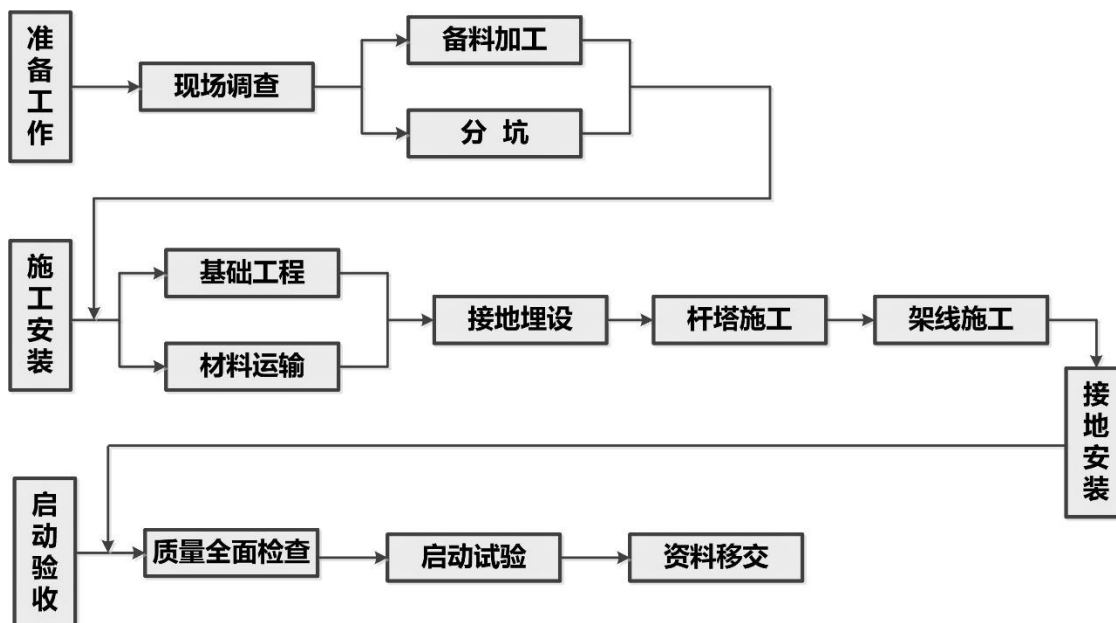 准备工作
现场调查
备料加工
分 坑
施工安装
基础工程
材料运输
接地埋设
杆塔施工
架线施工
接地安装
启动验收
质量全面检查
启动试验
资料移交